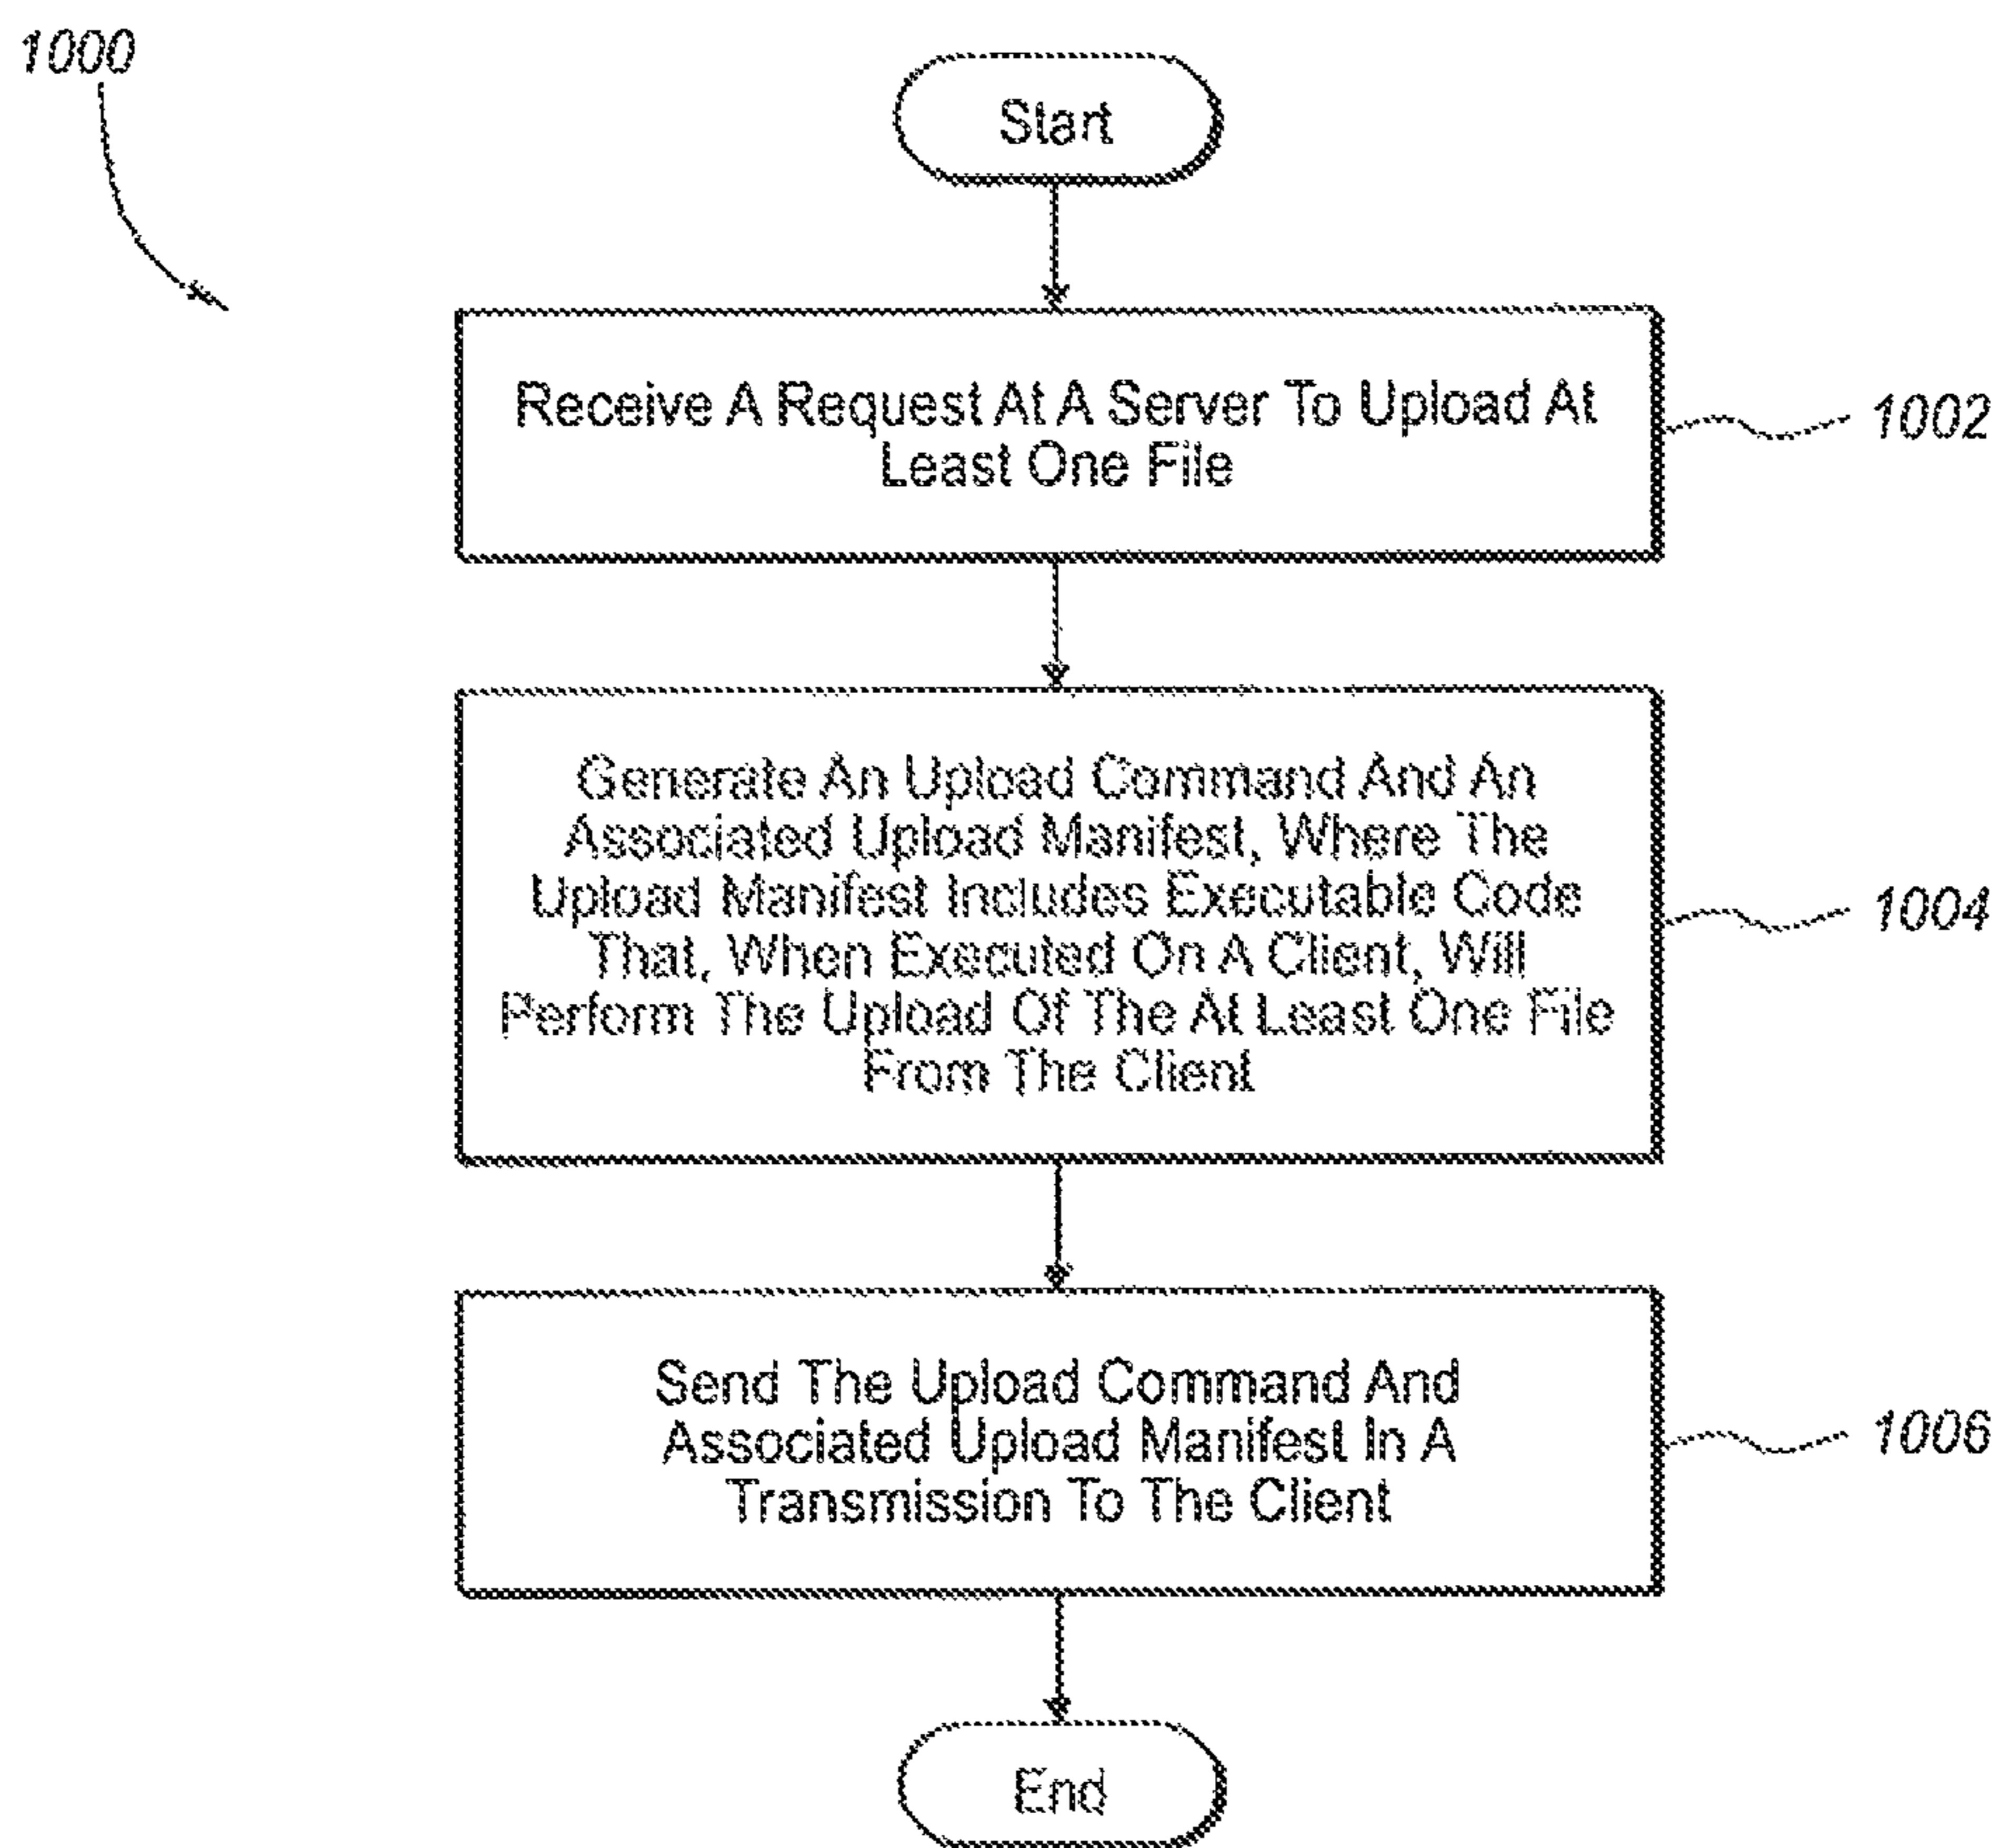 1000
Start
Receive A Request At A Server To Upload At
Least One File
1002
Generate An Upload Command And An
Associated Upload Manifest, Where The
Upload Manifest Includes Executable Code
That, When Executed On A Client, Will
Perform The Upload Of The At Least One File
From The Client
1004
Send The Upload Command And
Associated Upload Manifest In A
Transmission To The Client
1006
End